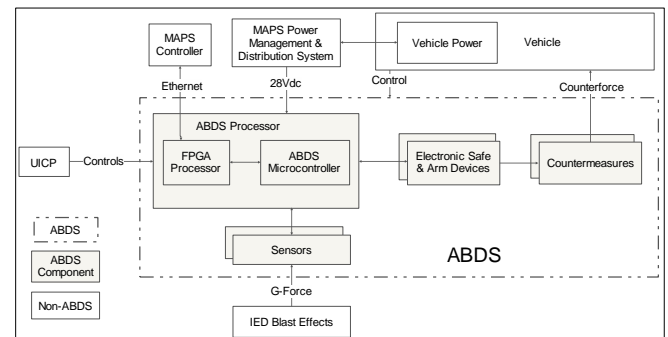 MAPS
Controller
MAPS Power
Management &
Distribution System
Vehicle Power
Vehicle
Ethernet
28Vdc
Control
Counterforce
ABDS Processor
FPGA
Processor
ABDS
Microcontroller
Electronic Safe
& Arm Devices
Countermeasures
UICP
Controls
ABDS
ABDS
Component
Non-ABDS
Sensors
ABDS
G-Force
IED Blast Effects